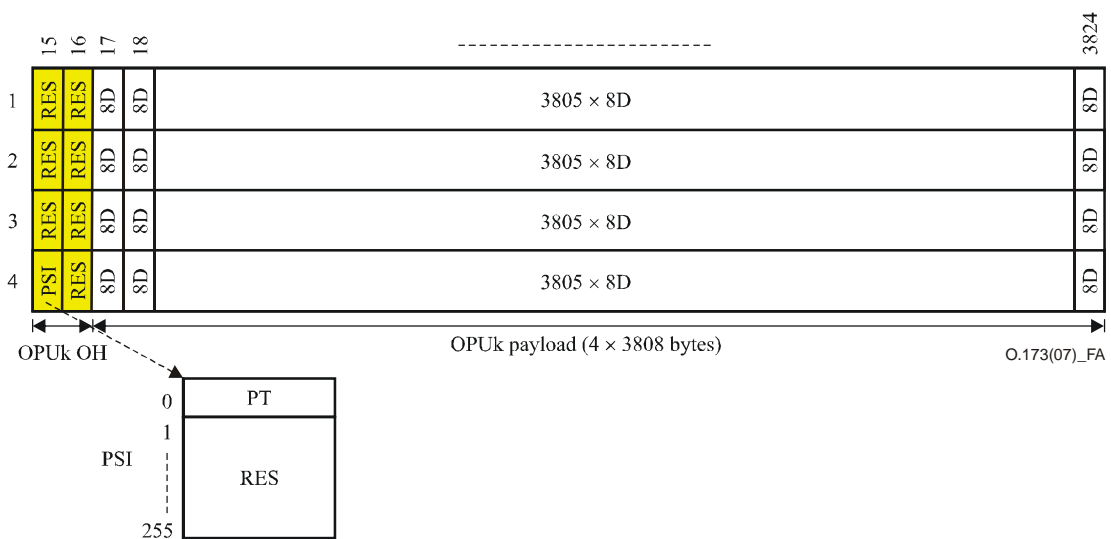 15 16 17 18 3824
1 RES RES 8D 8D 3805 × 8D 8D
2 RES RES 8D 8D 3805 × 8D 8D
3 RES RES 8D 8D 3805 × 8D 8D
4 PSI RES 8D 8D 3805 × 8D 8D
OPUk OH OPUk payload (4 × 3808 bytes) O.173(07)_FA
0 PT
1
PSI RES
255